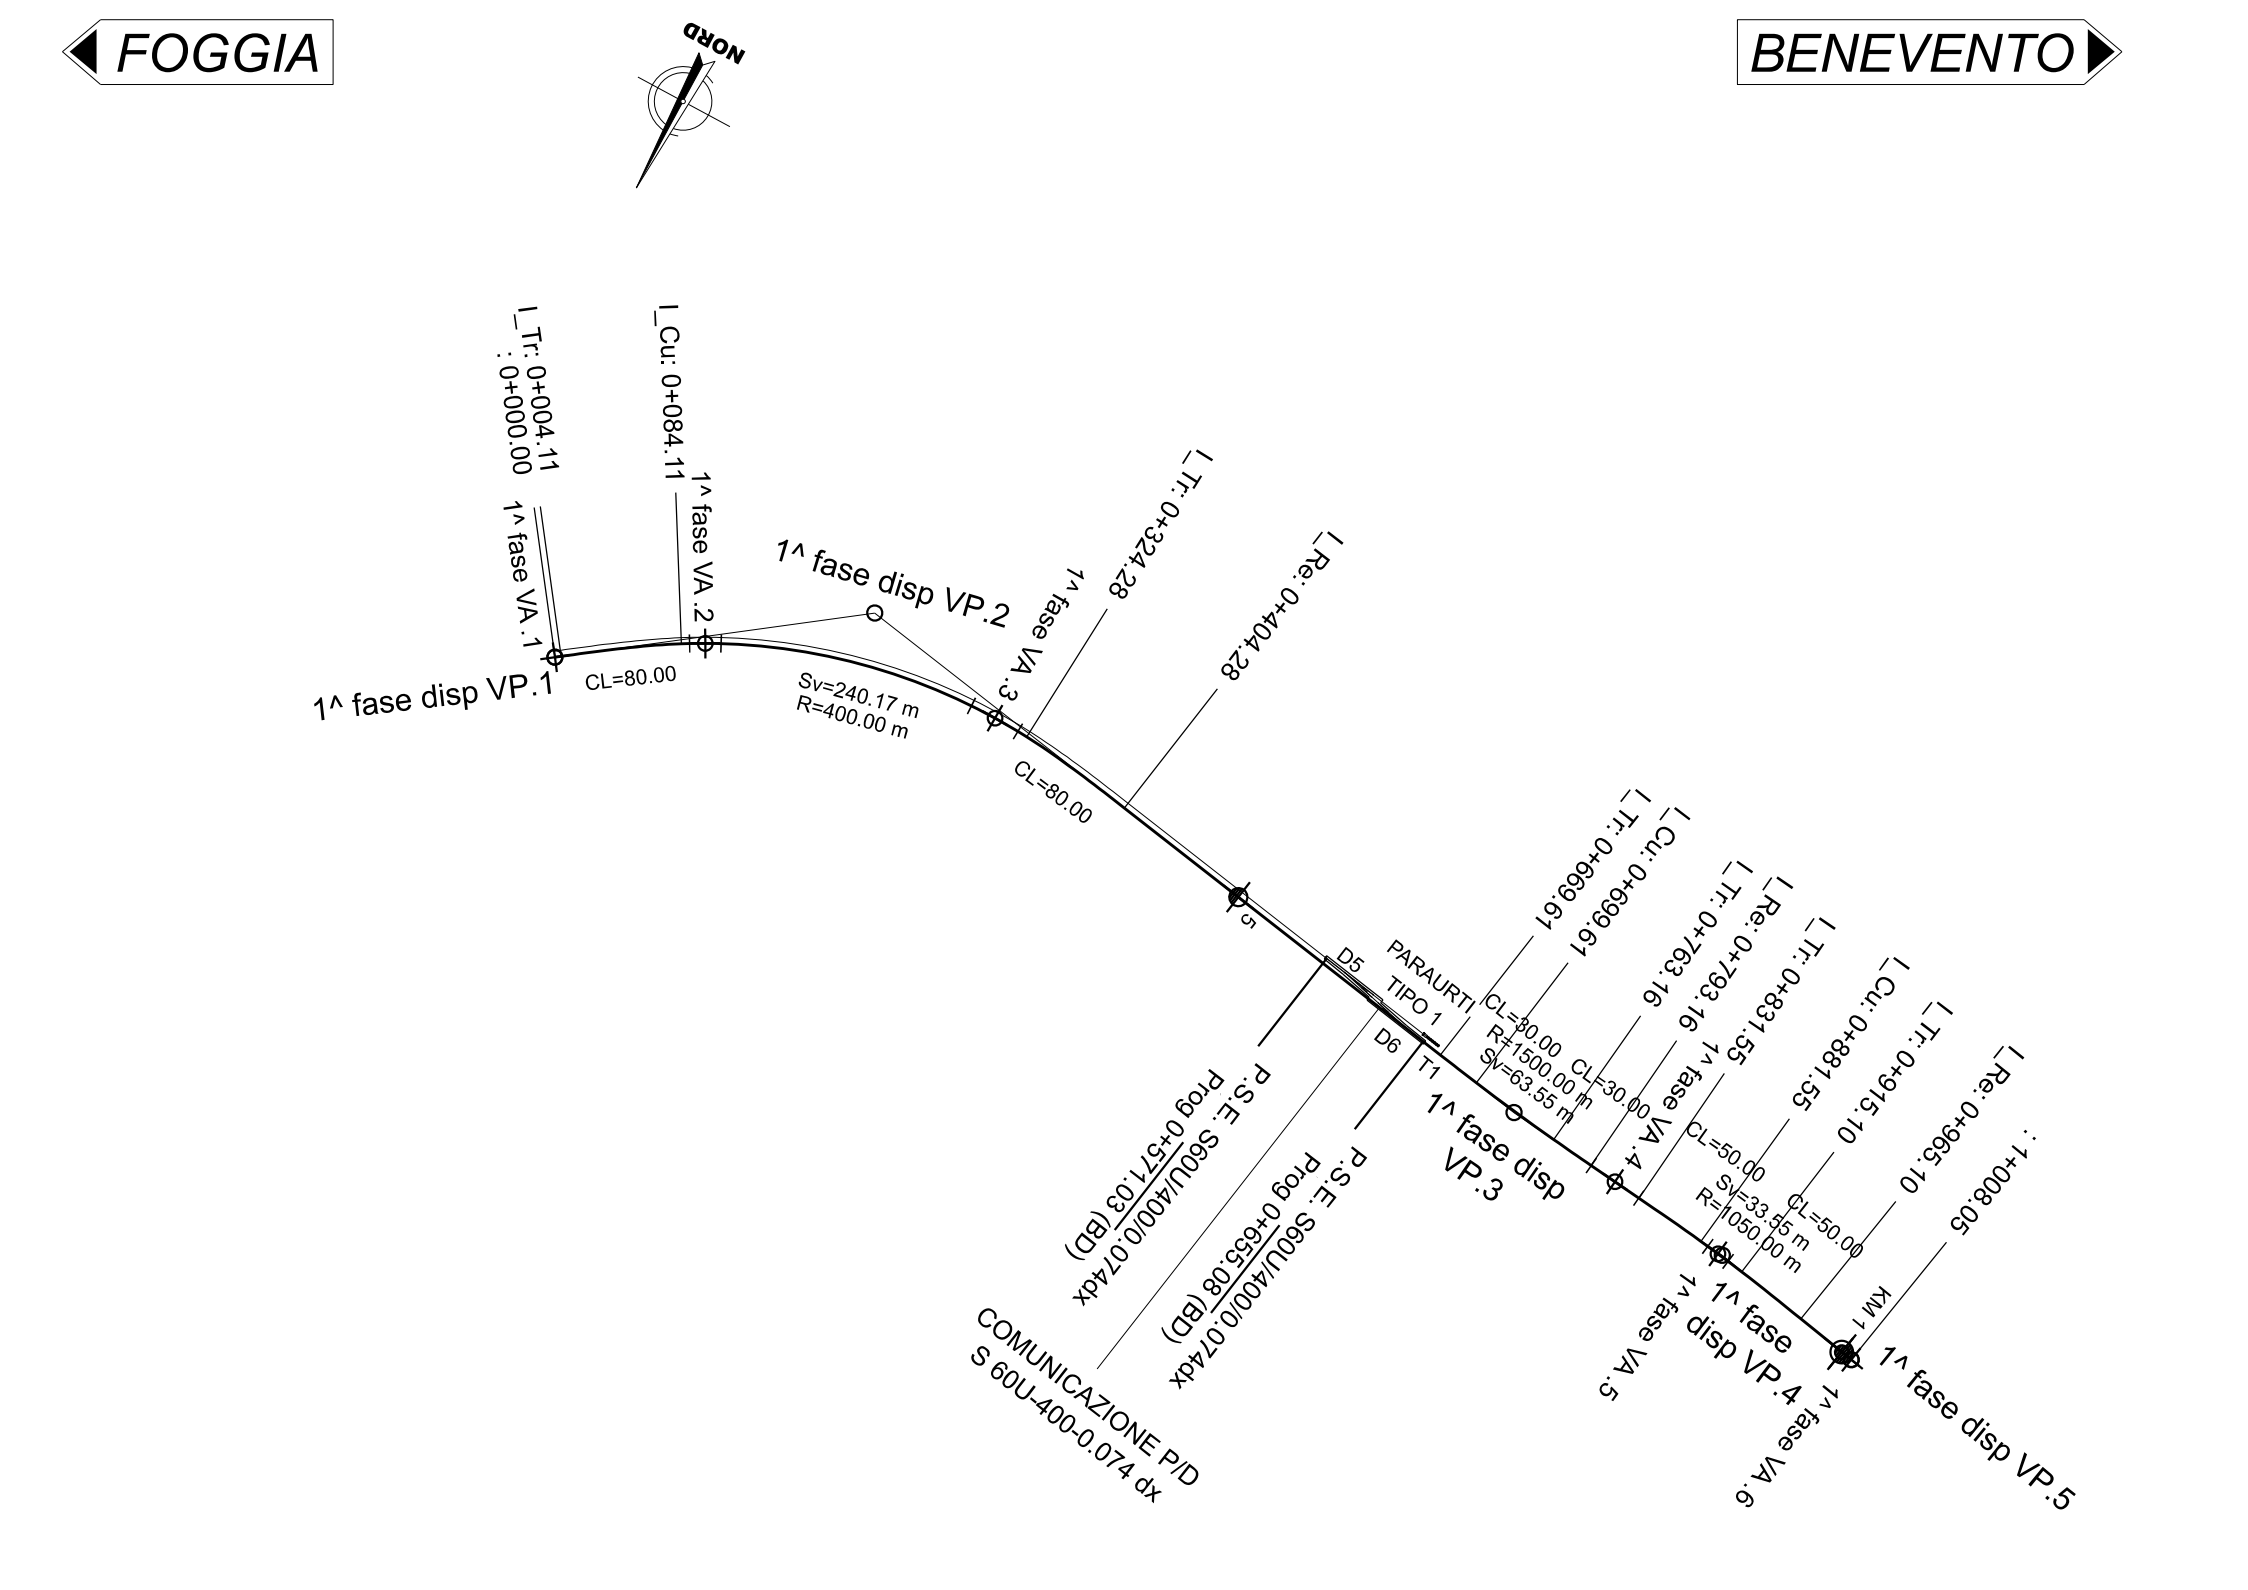 FOGGIA
BENEVENTO
NORD
I_Tr: 0+004.11
: 0+000.00
I_Cu: 0+084.11
1^ fase VA .1
1^ fase VA .2
1^ fase disp VP.1
CL=80.00
1^ fase disp VP.2
Sv=240.17 m
R=400.00 m
1^ fase VA .3
I_Tr: 0+324.28
I_Re: 0+404.28
CL=80.00
5
D5
PARAURTI
TIPO 1
D6
T1
I_Tr: 0+669.61
I_Cu: 0+699.61
I_Tr: 0+763.16
I_Re: 0+793.16
I_Tr: 0+831.55
I_Cu: 0+881.55
I_Tr: 0+915.10
I_Re: 0+965.10
: 1+008.05
CL=30.00
R=1500.00 m
Sv=63.55 m
CL=30.00
1^ fase VA .4
CL=50.00
Sv=33.55 m
R=1050.00 m
CL=50.00
P.S.E. S60U/400/0.074dx
Prog 0+571.03 (BD)
P.S.E. S60U/400/0.074dx
Prog 0+655.08 (BD)
COMUNICAZIONE P/D
S 60U-400-0.074 dx
1^ fase disp
VP.3
1^ fase VA .5
1^ fase
disp VP.4
KM 1
1^ fase VA .6
1^ fase disp VP.5